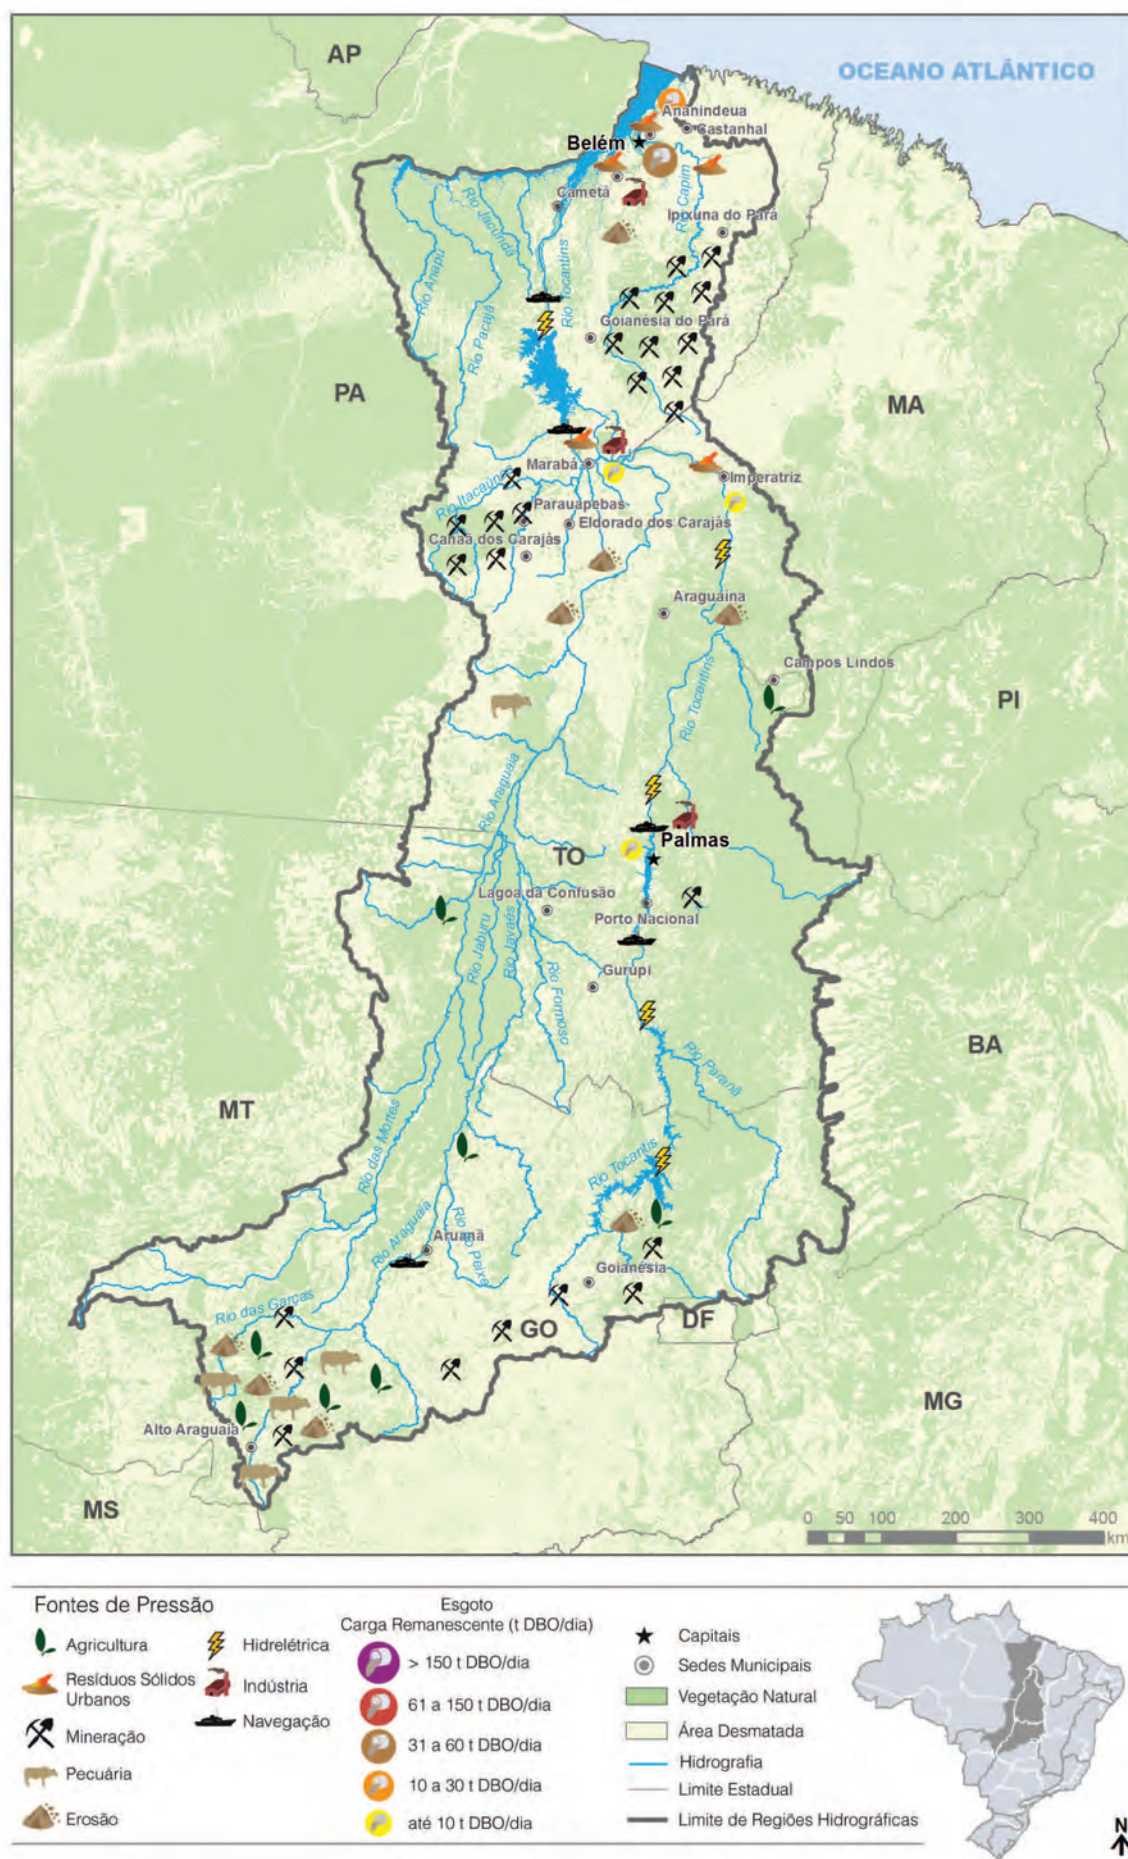 AP
OCEANO ATLÂNTICO
Ananindeua
Castanhal
Belém
Cametá
Rio Capim
Ipixuna do Pará
Rio Jacundá
Rio Anapú
Rio Pacajá
Rio Tocantins
Goianésia do Pará
PA
MA
Marabá
Imperatriz
Rio Itacaiúnas
Parauapebas
Eldorado dos Carajás
Canaã dos Carajás
Araguaína
Campos Lindos
Rio Tocantins
PI
Rio Araguaia
Palmas
TO
Lagoa da Confusão
Porto Nacional
Rio Jaburu
Rio Javaés
Rio Formoso
Gurupi
BA
Rio Paranã
MT
Rio das Mortes
Rio Tocantis
Rio Araguaia
Aruanã
Rio do Peixe
Goianésia
Rio das Garças
GO
DF
MG
Alto Araguaia
MS
0 50 100 200 300 400
km
Fontes de Pressão
Agricultura
Resíduos Sólidos
Urbanos
Mineração
Pecuária
Erosão
Hidrelétrica
Indústria
Navegação
Esgoto
Carga Remanescente (t DBO/dia)
> 150 t DBO/dia
61 a 150 t DBO/dia
31 a 60 t DBO/dia
10 a 30 t DBO/dia
até 10 t DBO/dia
Capitais
Sedes Municipais
Vegetação Natural
Área Desmatada
Hidrografia
Limite Estadual
Limite de Regiões Hidrográficas
N